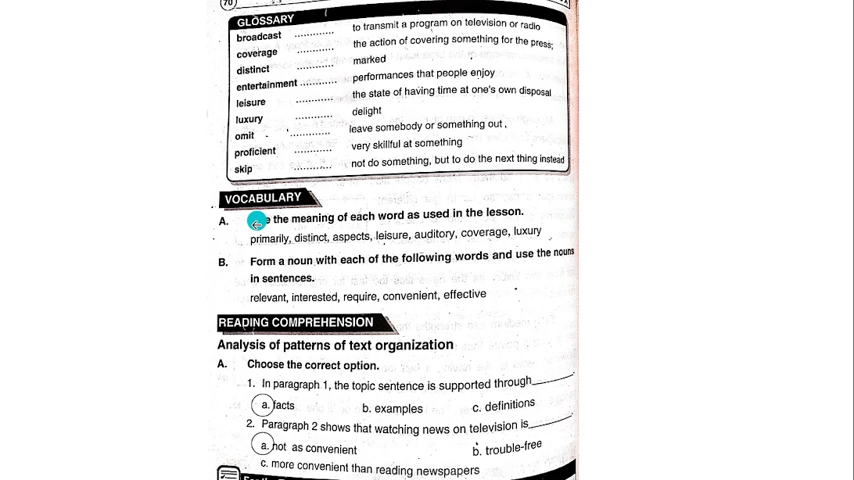 70
GLOSSARY
broadcast ............ to transmit a program on television or radio
coverage ............ the action of covering something for the press;
distinct ............ marked
entertainment ............ performances that people enjoy
leisure ............ the state of having time at one's own disposal
luxury ............ delight
omit ............ leave somebody or something out.
proficient ............ very skillful at something
skip ............ not do something, but to do the next thing instead
VOCABULARY
A. the meaning of each word as used in the lesson.
primarily, distinct, aspects, leisure, auditory, coverage, luxury
B. Form a noun with each of the following words and use the nouns
in sentences.
relevant, interested, require, convenient, effective
READING COMPREHENSION
Analysis of patterns of text organization
A. Choose the correct option.
1. In paragraph 1, the topic sentence is supported through______
a. facts b. examples c. definitions
2. Paragraph 2 shows that watching news on television is______
a. not as convenient b. trouble-free
c. more convenient than reading newspapers